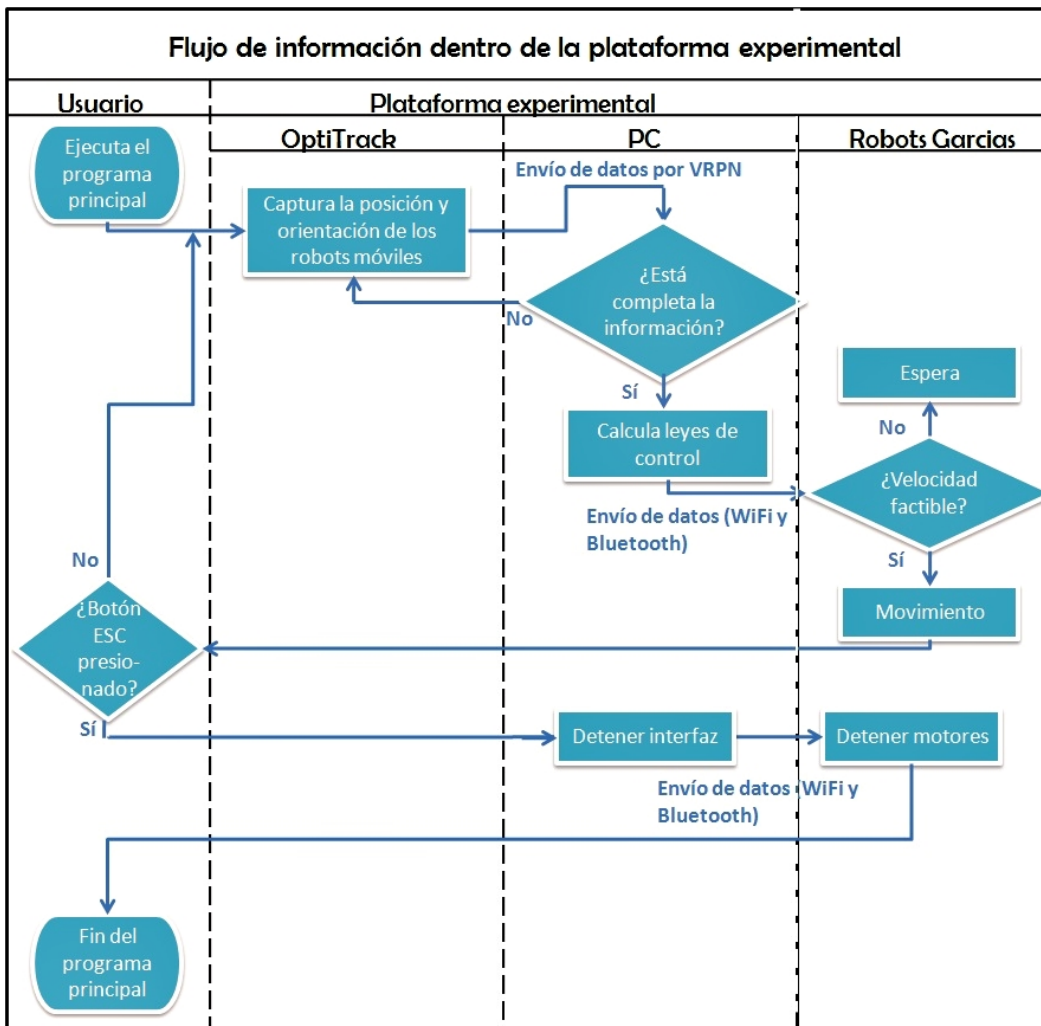 Flujo de información dentro de la plataforma experimental
Usuario
Plataforma experimental
OptiTrack
PC
Robots Garcias
Ejecuta el
programa
principal
Captura la posición y
orientación de los
robots móviles
Envío de datos por VRPN
¿Está
completa la
información?
No
Sí
Calcula leyes de
control
Envío de datos (WiFi y
Bluetooth)
Espera
No
¿Velocidad
factible?
Sí
Movimiento
No
¿Botón
ESC
presio-
nado?
Sí
Detener interfaz
Detener motores
Envío de datos (WiFi y
Bluetooth)
Fin del
programa
principal